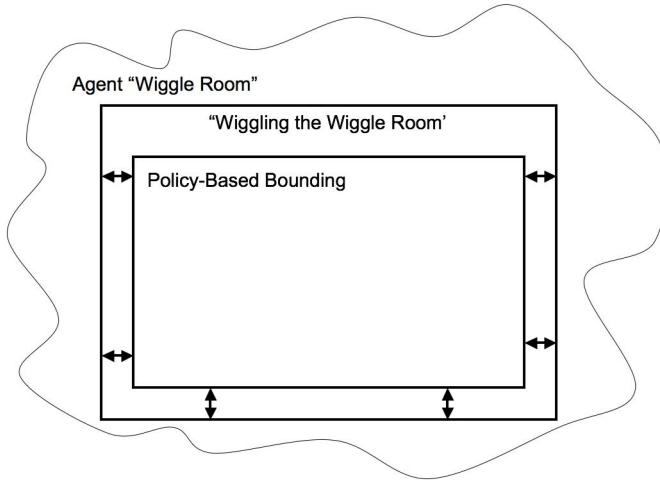 Agent “Wiggle Room”
“Wiggling the Wiggle Room’
Policy-Based Bounding